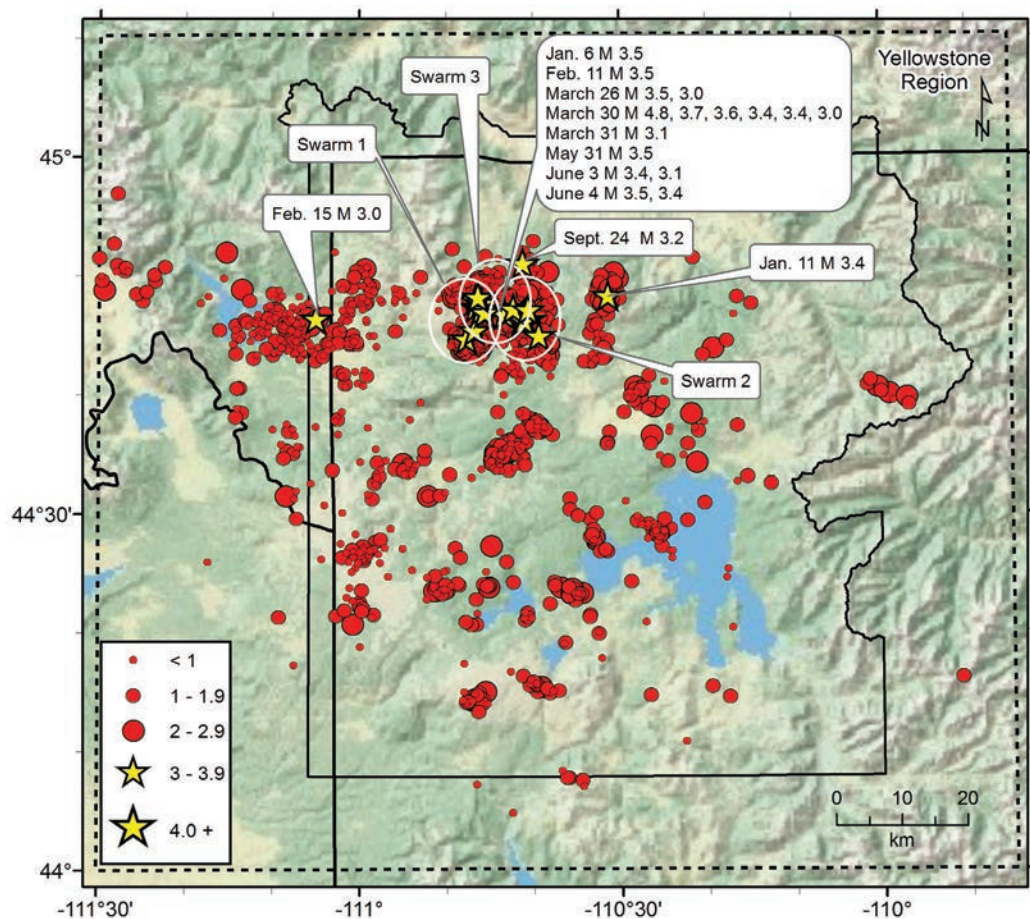 Yellowstone
Region
N
Swarm 3
Jan. 6 M 3.5
Feb. 11 M 3.5
March 26 M 3.5, 3.0
March 30 M 4.8, 3.7, 3.6, 3.4, 3.4, 3.0
March 31 M 3.1
May 31 M 3.5
June 3 M 3.4, 3.1
June 4 M 3.5, 3.4
Swarm 1
45°
Feb. 15 M 3.0
Sept. 24 M 3.2
Jan. 11 M 3.4
Swarm 2
44°30'
< 1
1 - 1.9
2 - 2.9
3 - 3.9
4.0 +
0 10 20
km
44°
-111°30' -111° -110°30' -110°